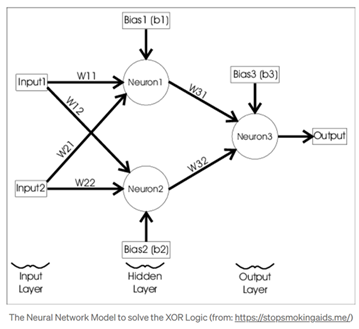 Bias1 (b1)
Input1
W11
Neuron1
W31
Bias3 (b3)
W12
W21
Neuron3
Output
Input2
W22
Neuron2
W32
Bias2 (b2)
Input
Layer
Hidden
Layer
Output
Layer
The Neural Network Model to solve the XOR Logic (from: https://stopsmokingaids.me/)